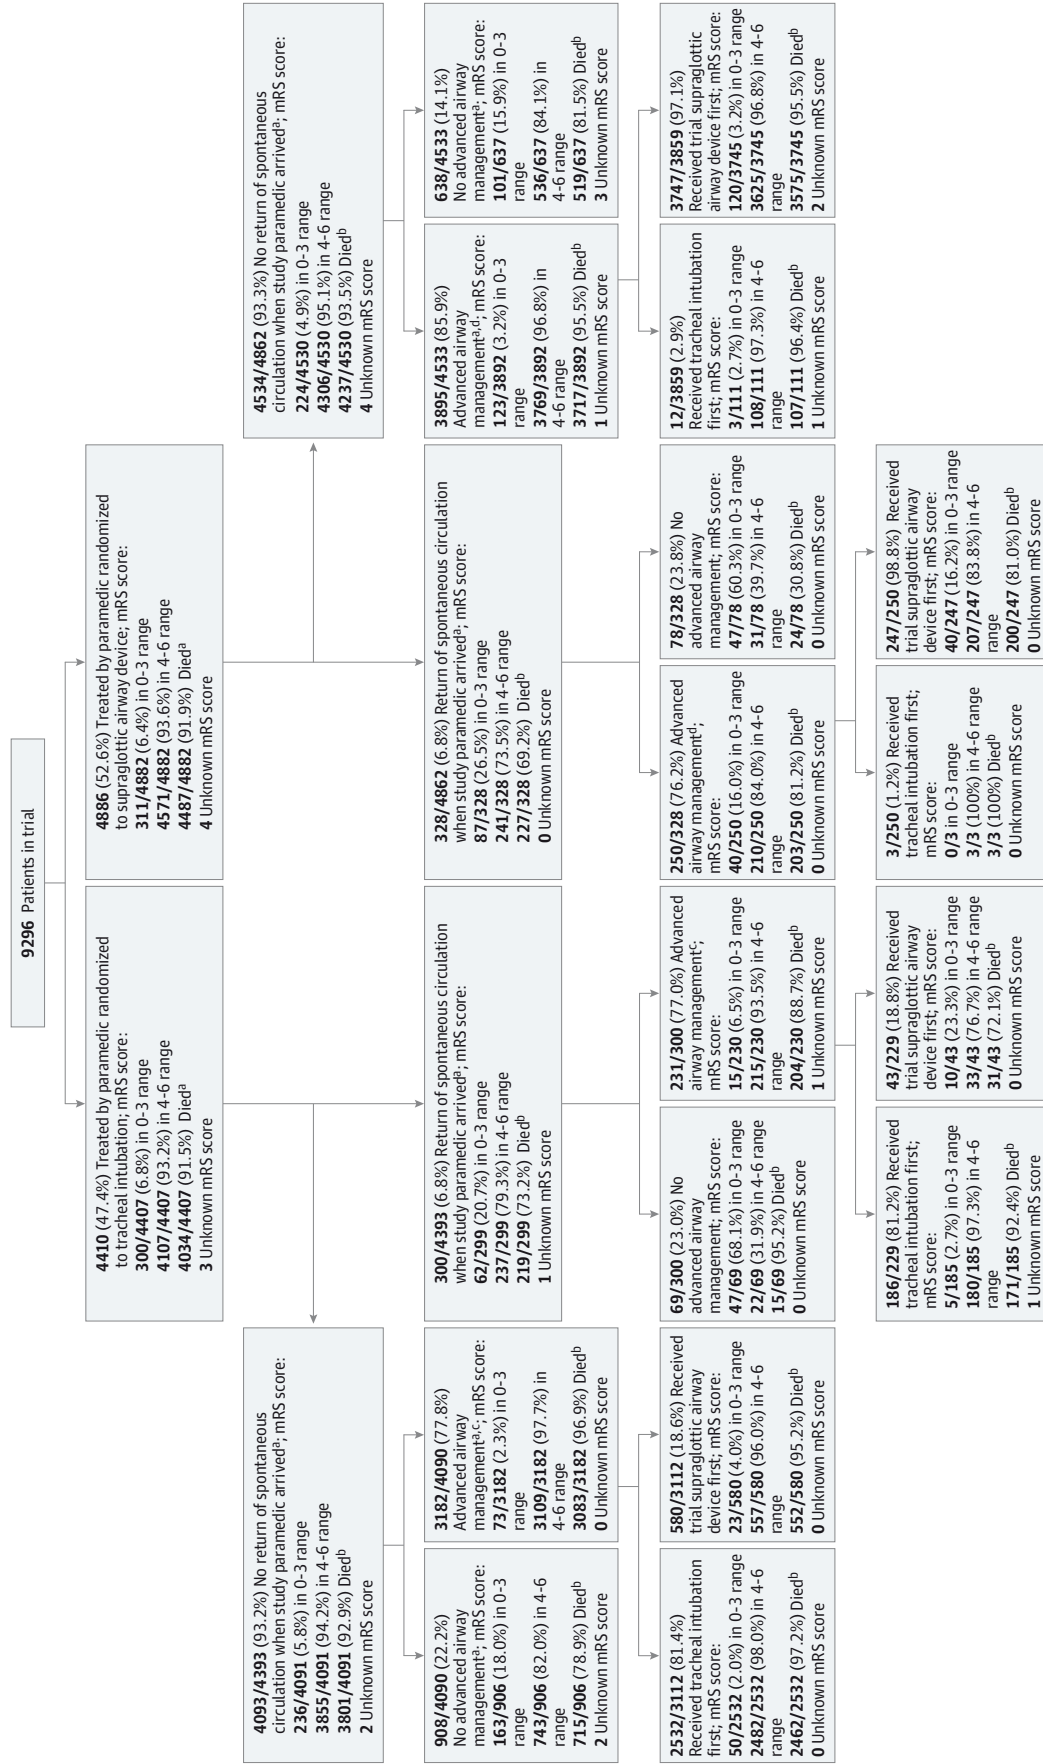 9296 Patients in trial
4410 (47.4%) Treated by paramedic randomized
to tracheal intubation; mRS score:
300/4407 (6.8%) in 0-3 range
4107/4407 (93.2%) in 4-6 range
4034/4407 (91.5%) Diedᵃ
3 Unknown mRS score
4886 (52.6%) Treated by paramedic randomized
to supraglottic airway device; mRS score:
311/4882 (6.4%) in 0-3 range
4571/4882 (93.6%) in 4-6 range
4487/4882 (91.9%) Diedᵃ
4 Unknown mRS score
4093/4393 (93.2%) No return of spontaneous
circulation when study paramedic arrivedᵃ; mRS score:
236/4091 (5.8%) in 0-3 range
3855/4091 (94.2%) in 4-6 range
3801/4091 (92.9%) Diedᵇ
2 Unknown mRS score
300/4393 (6.8%) Return of spontaneous circulation
when study paramedic arrivedᵃ; mRS score:
62/299 (20.7%) in 0-3 range
237/299 (79.3%) in 4-6 range
219/299 (73.2%) Diedᵇ
1 Unknown mRS score
328/4862 (6.8%) Return of spontaneous circulation
when study paramedic arrivedᵃ; mRS score:
87/328 (26.5%) in 0-3 range
241/328 (73.5%) in 4-6 range
227/328 (69.2%) Diedᵇ
0 Unknown mRS score
4534/4862 (93.3%) No return of spontaneous
circulation when study paramedic arrivedᵃ; mRS score:
224/4530 (4.9%) in 0-3 range
4306/4530 (95.1%) in 4-6 range
4237/4530 (93.5%) Diedᵇ
4 Unknown mRS score
908/4090 (22.2%)
No advanced airway
managementᵃ; mRS score:
163/906 (18.0%) in 0-3
range
743/906 (82.0%) in 4-6
range
715/906 (78.9%) Diedᵇ
2 Unknown mRS score
3182/4090 (77.8%)
Advanced airway
managementᵃ,ᶜ; mRS score:
73/3182 (2.3%) in 0-3
range
3109/3182 (97.7%) in
4-6 range
3083/3182 (96.9%) Diedᵇ
0 Unknown mRS score
69/300 (23.0%) No
advanced airway
management; mRS score:
47/69 (68.1%) in 0-3 range
22/69 (31.9%) in 4-6 range
15/69 (95.2%) Diedᵇ
0 Unknown mRS score
231/300 (77.0%) Advanced
airway managementᶜ;
mRS score:
15/230 (6.5%) in 0-3 range
215/230 (93.5%) in 4-6
range
204/230 (88.7%) Diedᵇ
1 Unknown mRS score
250/328 (76.2%) Advanced
airway managementᵈ;
mRS score:
40/250 (16.0%) in 0-3 range
210/250 (84.0%) in 4-6
range
203/250 (81.2%) Diedᵇ
0 Unknown mRS score
78/328 (23.8%) No
advanced airway
management; mRS score:
47/78 (60.3%) in 0-3 range
31/78 (39.7%) in 4-6
range
24/78 (30.8%) Diedᵇ
0 Unknown mRS score
3895/4533 (85.9%)
Advanced airway
managementᵃ,ᵈ; mRS score:
123/3892 (3.2%) in 0-3
range
3769/3892 (96.8%) in
4-6 range
3717/3892 (95.5%) Diedᵇ
1 Unknown mRS score
638/4533 (14.1%)
No advanced airway
managementᵃ; mRS score:
101/637 (15.9%) in 0-3
range
536/637 (84.1%) in
4-6 range
519/637 (81.5%) Diedᵇ
3 Unknown mRS score
2532/3112 (81.4%)
Received tracheal intubation
first; mRS score:
50/2532 (2.0%) in 0-3 range
2482/2532 (98.0%) in 4-6
range
2462/2532 (97.2%) Diedᵇ
0 Unknown mRS score
580/3112 (18.6%) Received
trial supraglottic airway
device first; mRS score:
23/580 (4.0%) in 0-3 range
557/580 (96.0%) in 4-6
range
552/580 (95.2%) Diedᵇ
0 Unknown mRS score
186/229 (81.2%) Received
tracheal intubation first;
mRS score:
5/185 (2.7%) in 0-3 range
180/185 (97.3%) in 4-6
range
171/185 (92.4%) Diedᵇ
1 Unknown mRS score
43/229 (18.8%) Received
trial supraglottic airway
device first; mRS score:
10/43 (23.3%) in 0-3 range
33/43 (76.7%) in 4-6 range
31/43 (72.1%) Diedᵇ
0 Unknown mRS score
3/250 (1.2%) Received
tracheal intubation first;
mRS score:
0/3 in 0-3 in range
3/3 (100%) in 4-6 range
3/3 (100%) Diedᵇ
0 Unknown mRS score
247/250 (98.8%) Received
trial supraglottic airway
device first; mRS score:
40/247 (16.2%) in 0-3 range
207/247 (83.8%) in 4-6
range
200/247 (81.0%) Diedᵇ
0 Unknown mRS score
12/3859 (2.9%)
Received tracheal intubation
first; mRS score:
3/111 (2.7%) in 0-3 range
108/111 (97.3%) in 4-6
range
107/111 (96.4%) Diedᵇ
1 Unknown mRS score
3747/3859 (97.1%)
Received trial supraglottic
airway device first; mRS score:
120/3745 (3.2%) in 0-3 range
3625/3745 (96.8%) in 4-6
range
3575/3745 (95.5%) Diedᵇ
2 Unknown mRS score